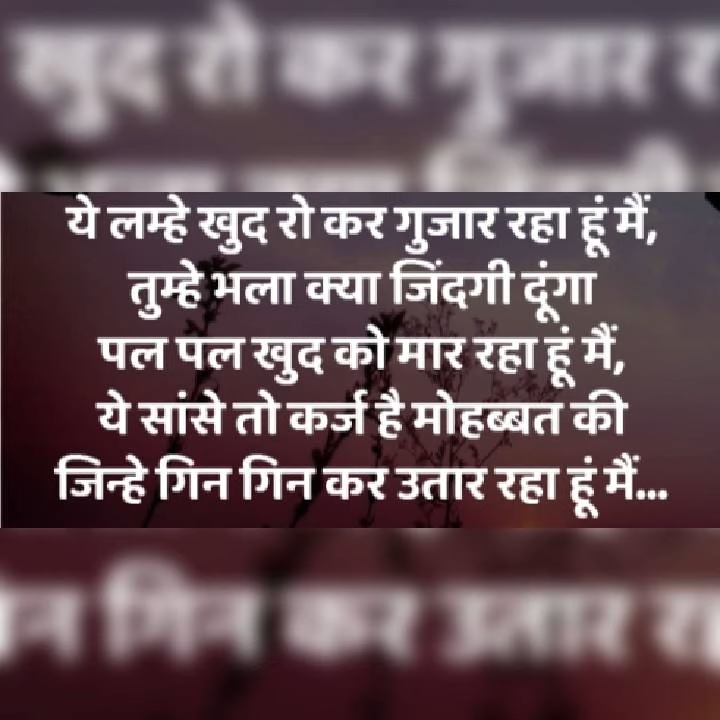 ये लम्हे खुद रो कर गुजार रहा हूं मैं,
तुम्हे भला क्या जिंदगी दूंगा
पल पल खुद को मार रहा हूं मैं,
ये सांसे तो कर्ज है मोहब्बत की
जिन्हे गिन गिन कर उतार रहा हूं मैं...